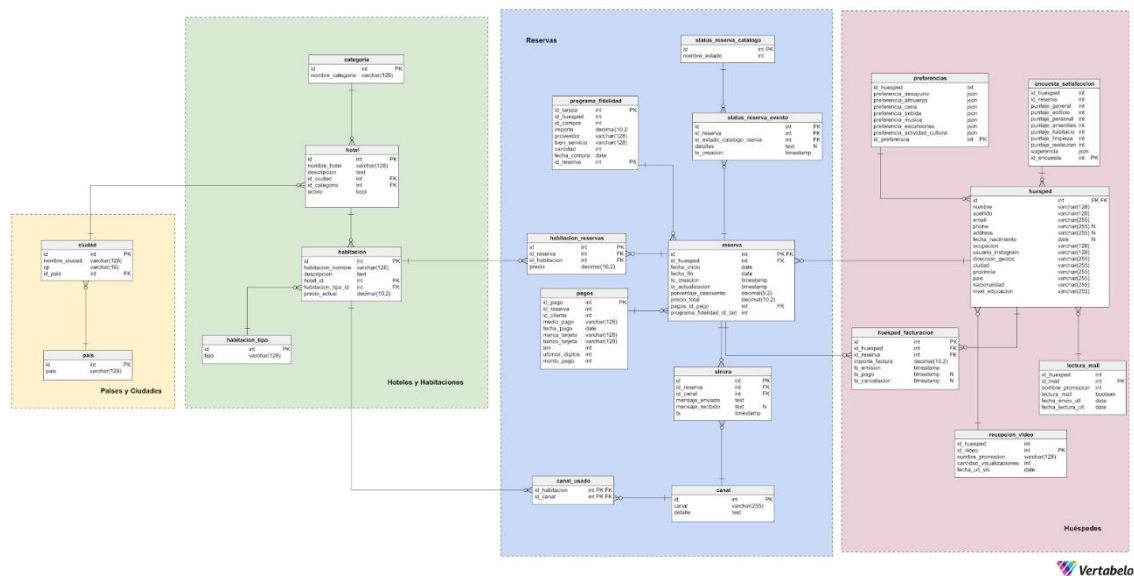 Reservas
categoria
id int PK
nombre_categoria varchar(128)
hotel
id int PK
nombre_hotel varchar(128)
descripcion text
id_ciudad int FK
id_categoria int FK
activo bool
ciudad
id int PK
nombre_ciudad varchar(128)
cp varchar(16)
id_pais int FK
pais
id int PK
pais varchar(128)
Paises y Ciudades
habitacion
id int PK
habitacion_nombre varchar(128)
descripcion text
hotel_id int FK
habitacion_tipo_id int FK
precio_actual decimal(10,2)
habitacion_tipo
id int PK
tipo varchar(128)
Hoteles y Habitaciones
status_reserva_catalogo
id int PK
nombre_estado int
programa_fidelidad
id_tarjeta int PK
id_huesped int
id_compra int
importe decimal(10,2
proveedor varchar(128)
bien_servicio varchar(128)
cantidad int
fecha_compra date
id_reserva int PK
status_reserva_evento
id int PK
id_reserva int FK
id_estado_catalogo_reserva int FK
detalles text N
ts_creacion timestamp
habitacion_reservas
id int PK
id_reserva int FK
id_habitacion int FK
precio decimal(10,2)
reserva
id int PK FK
id_huesped int FK
fecha_inicio date
fecha_fin date
ts_creacion timestamp
ts_actualizacion timestamp
porcentaje_descuento decimal(5,2)
precio_total decimal(10,2)
pagos_id_pago int FK
programa_fidelidad_id_tarj int
pagos
id_pago int PK
id_reserva int
id_cliente int
medio_pago varchar(128)
fecha_pago date
marca_tarjeta varchar(128)
banco_tarjeta varchar(128)
bin int
ultimos_digitos int
monto_pago int
sincro
id int PK
id_reserva int FK
id_canal int FK
mensaje_enviado text
mensaje_recibido text N
ts timestamp
canal_usado
id_habitacion int PK FK
id_canal int PK FK
canal
id int PK
canal varchar(255)
detalle text
preferencias
id_huesped int
preferencia_desayuno json
preferencia_almuerzo json
preferencia_cena json
preferencia_bebida json
preferencia_musica json
preferencia_excursiones json
preferencia_actividad_cultural json
id_preferencia int PK
encuesta_satisfaccion
id_huesped int
id_reserva int
puntaje_general int
puntaje_edificio int
puntaje_personal int
puntaje_amenities int
puntaje_habitacio int
puntaje_limpieza int
puntaje_restauran int
sugerencia json
id_encuesta int PK
huesped
id int PK FK
nombre varchar(128)
apellido varchar(128)
email varchar(255)
phone varchar(255) N
address varchar(255) N
fecha_nacimiento date N
ocupacion varchar(128)
usuario_instagram varchar(128)
direccion_geoloc varchar(255)
ciudad varchar(255)
provincia varchar(255)
pais varchar(255)
nacionalidad varchar(255)
nivel_educacion varchar(255)
huesped_facturacion
id int PK
id_huesped int FK
id_reserva int FK
importe_factura decimal(10,2)
ts_emision timestamp
ts_pago timestamp N
ts_cancelacion timestamp N
lectura_mail
id_huesped int
id_mail int PK
nombre_promocion int
lectura_mail boolean
fecha_envio_ult date
fecha_lectura_ult date
recepcion_video
id_huesped int
id_video int PK
nombre_promocion varchar(128)
cantidad_visualizaciones int
fecha_ult_vis date
Huéspedes
Vertabelo